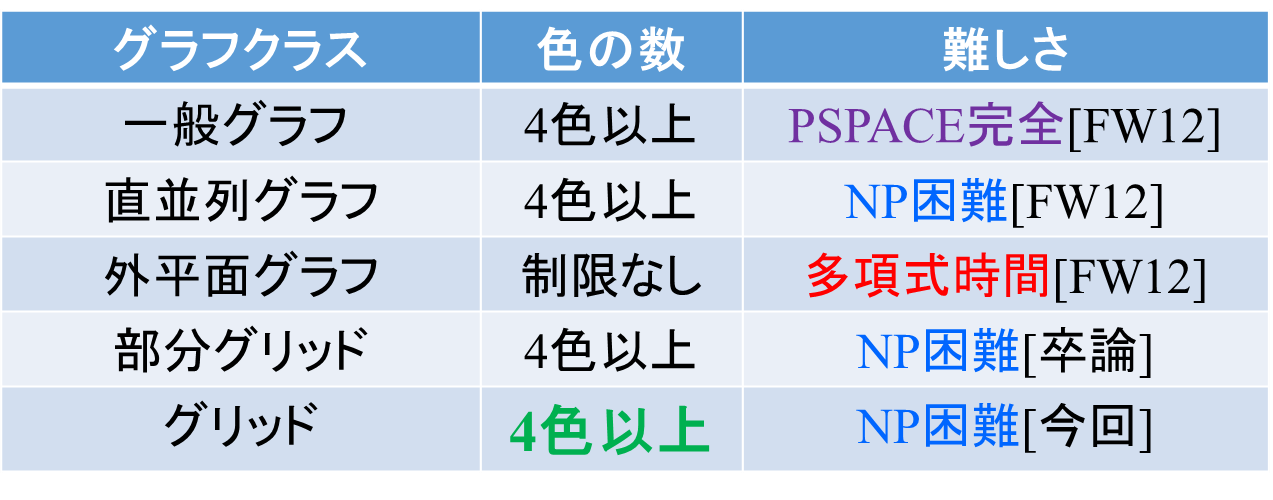 グラフクラス 色の数 難しさ
一般グラフ 4色以上 PSPACE完全[FW12]
直並列グラフ 4色以上 NP困難[FW12]
外平面グラフ 制限なし 多項式時間[FW12]
部分グリッド 4色以上 NP困難[卒論]
グリッド 4色以上 NP困難[今回]